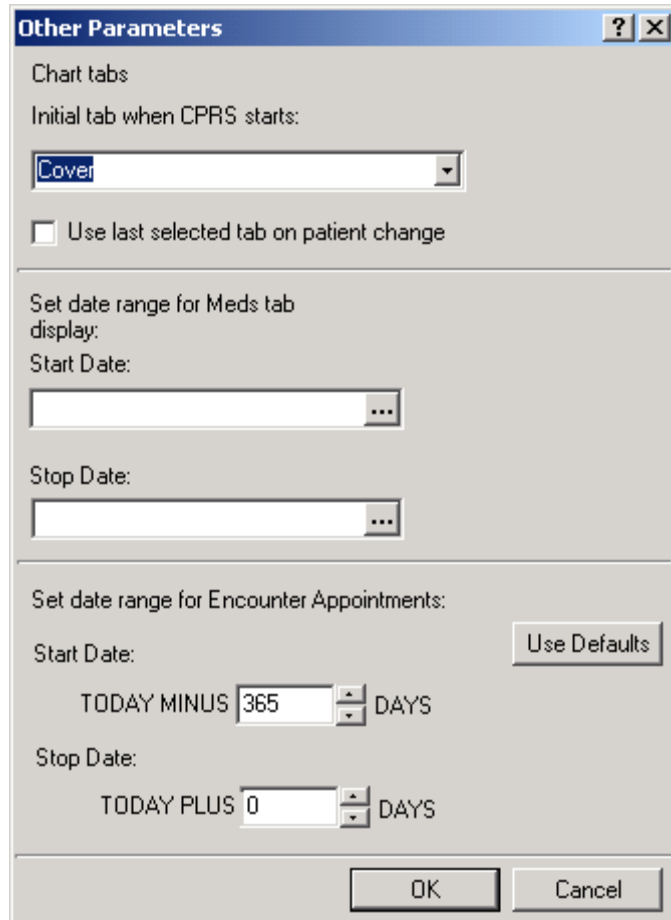 Other Parameters
Chart tabs
Initial tab when CPRS starts:
Cover
Use last selected tab on patient change
Set date range for Meds tab
display:
Start Date:
...
Stop Date:
...
Set date range for Encounter Appointments:
Use Defaults
Start Date:
TODAY MINUS 365 DAYS
Stop Date:
TODAY PLUS 0 DAYS
OK Cancel